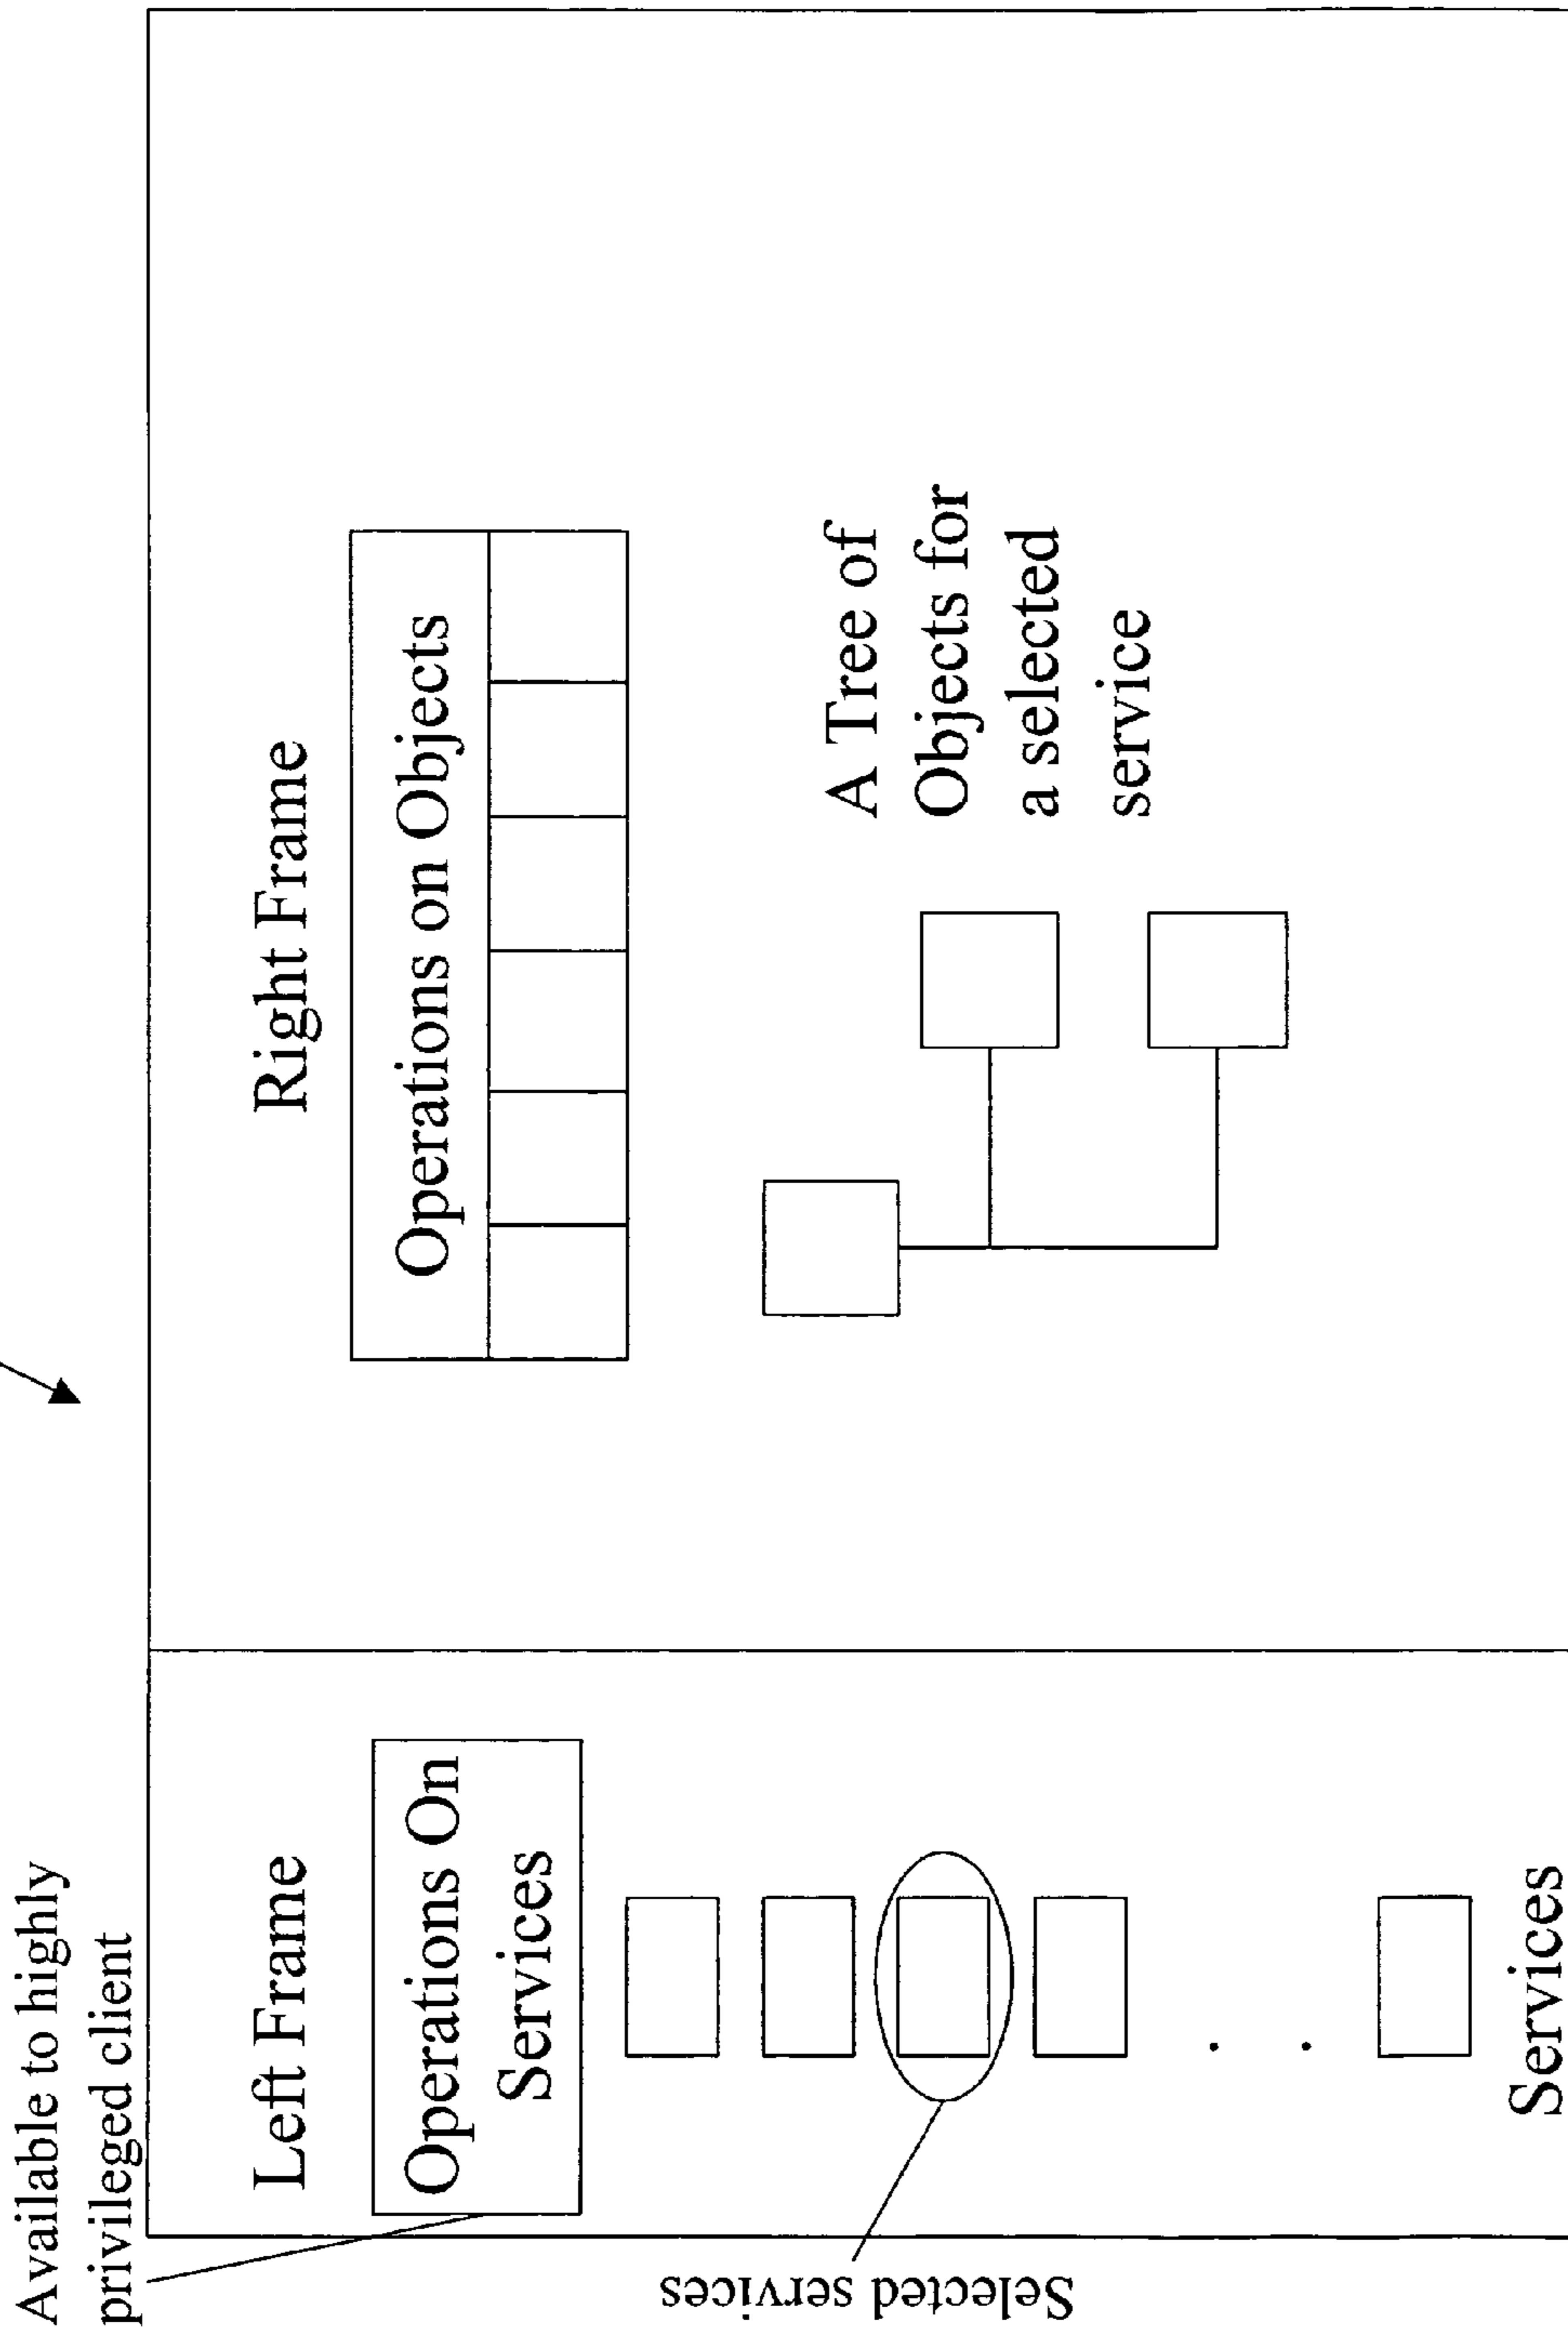 Available to highly
privileged client
Left Frame
Operations On
Services
Selected services
Services
Right Frame
Operations on Objects
A Tree of
Objects for
a selected
service